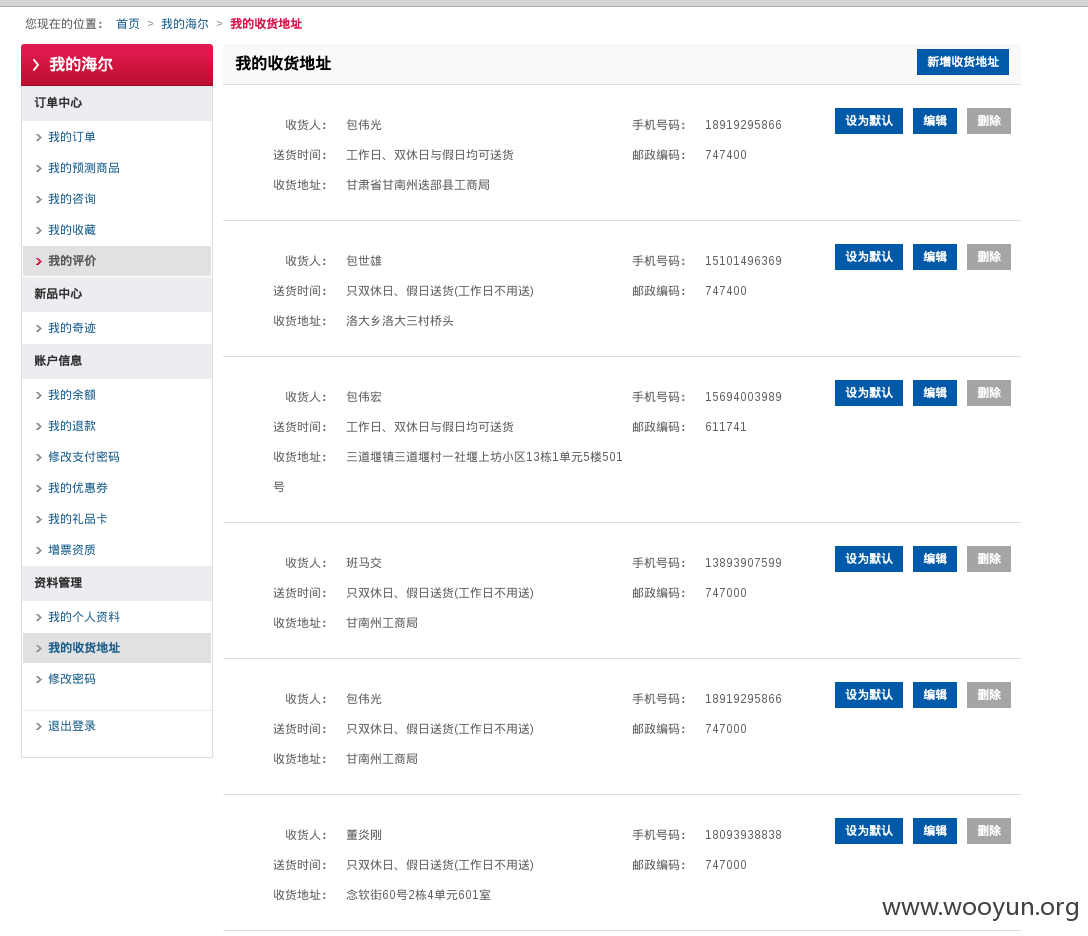 您现在的位置: 首页 > 我的海尔 > 我的收货地址
我的海尔
订单中心
我的订单
我的预测商品
我的咨询
我的收藏
我的评价
新品中心
我的奇迹
账户信息
我的余额
我的退款
修改支付密码
我的优惠券
我的礼品卡
增票资质
资料管理
我的个人资料
我的收货地址
修改密码
退出登录
我的收货地址 新增收货地址
收货人: 包伟光 手机号码: 18919295866 设为默认 编辑 删除
送货时间: 工作日、双休日与假日均可送货 邮政编码: 747400
收货地址: 甘肃省甘南州迭部县工商局
收货人: 包世雄 手机号码: 15101496369 设为默认 编辑 删除
送货时间: 只双休日、假日送货(工作日不用送) 邮政编码: 747400
收货地址: 洛大乡洛大三村桥头
收货人: 包伟宏 手机号码: 15694003989 设为默认 编辑 删除
送货时间: 工作日、双休日与假日均可送货 邮政编码: 611741
收货地址: 三道堰镇三道堰村一社堰上坊小区13栋1单元5楼501
号
收货人: 班马交 手机号码: 13893907599 设为默认 编辑 删除
送货时间: 只双休日、假日送货(工作日不用送) 邮政编码: 747000
收货地址: 甘南州工商局
收货人: 包伟光 手机号码: 18919295866 设为默认 编辑 删除
送货时间: 只双休日、假日送货(工作日不用送) 邮政编码: 747000
收货地址: 甘南州工商局
收货人: 董炎刚 手机号码: 18093938838 设为默认 编辑 删除
送货时间: 只双休日、假日送货(工作日不用送) 邮政编码: 747000
收货地址: 念钦街60号2栋4单元601室
www.wooyun.org